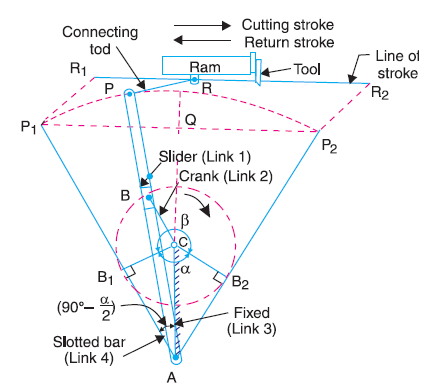 Connecting
tod
Cutting stroke
Return stroke
Ram
Tool
Line of
stroke
R1
P
R
R2
P1
Q
P2
Slider (Link 1)
Crank (Link 2)
B
β
C
B1
α
B2
(90°– α/2)
Fixed
(Link 3)
Slotted bar
(Link 4)
A